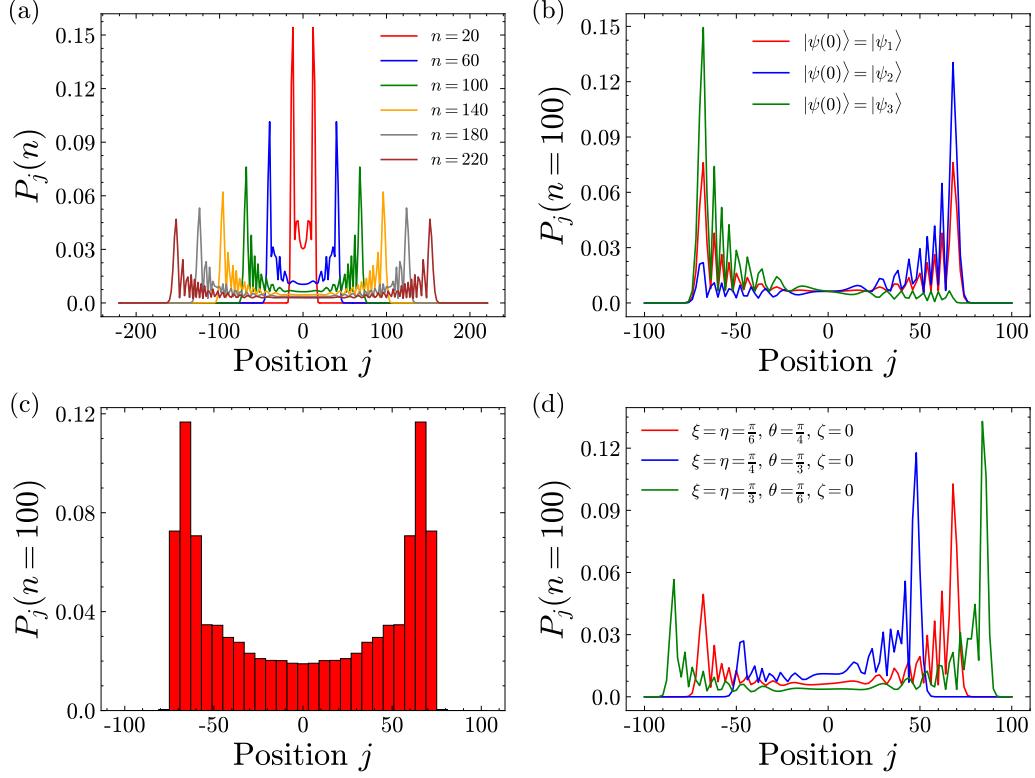 (a)
0.15
0.12
0.09
0.06
0.03
0.0
P_j(n)
n = 20
n = 60
n = 100
n = 140
n = 180
n = 220
-200 -100 0 100 200
Position j
(b)
0.15
0.12
0.09
0.06
0.03
0.0
P_j(n = 100)
|ψ(0)⟩ = |ψ₁⟩
|ψ(0)⟩ = |ψ₂⟩
|ψ(0)⟩ = |ψ₃⟩
-100 -50 0 50 100
Position j
(c)
0.12
0.08
0.04
0.0
P_j(n = 100)
-100 -50 0 50 100
Position j
(d)
0.12
0.09
0.06
0.03
0.0
P_j(n = 100)
ξ = η = π/6, θ = π/4, ζ = 0
ξ = η = π/4, θ = π/3, ζ = 0
ξ = η = π/3, θ = π/6, ζ = 0
-100 -50 0 50 100
Position j